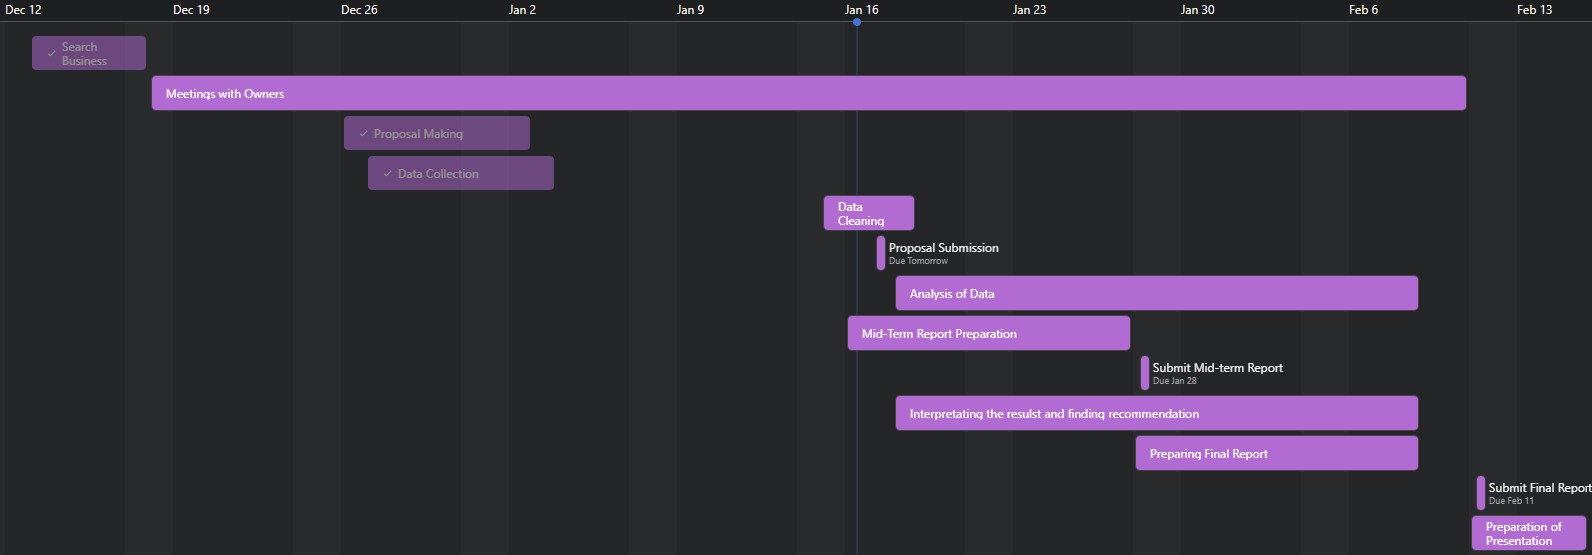 Dec 12
Dec 19
Dec 26
Jan 2
Jan 9
Jan 16
Jan 23
Jan 30
Feb 6
Feb 13
Search
Business
Meetings with Owners
Proposal Making
Data Collection
Data
Cleaning
Proposal Submission
Due Tomorrow
Analysis of Data
Mid-Term Report Preparation
Submit Mid-term Report
Due Jan 28
Interpretating the resulst and finding recommendation
Preparing Final Report
Submit Final Report
Due Feb 11
Preparation of
Presentation